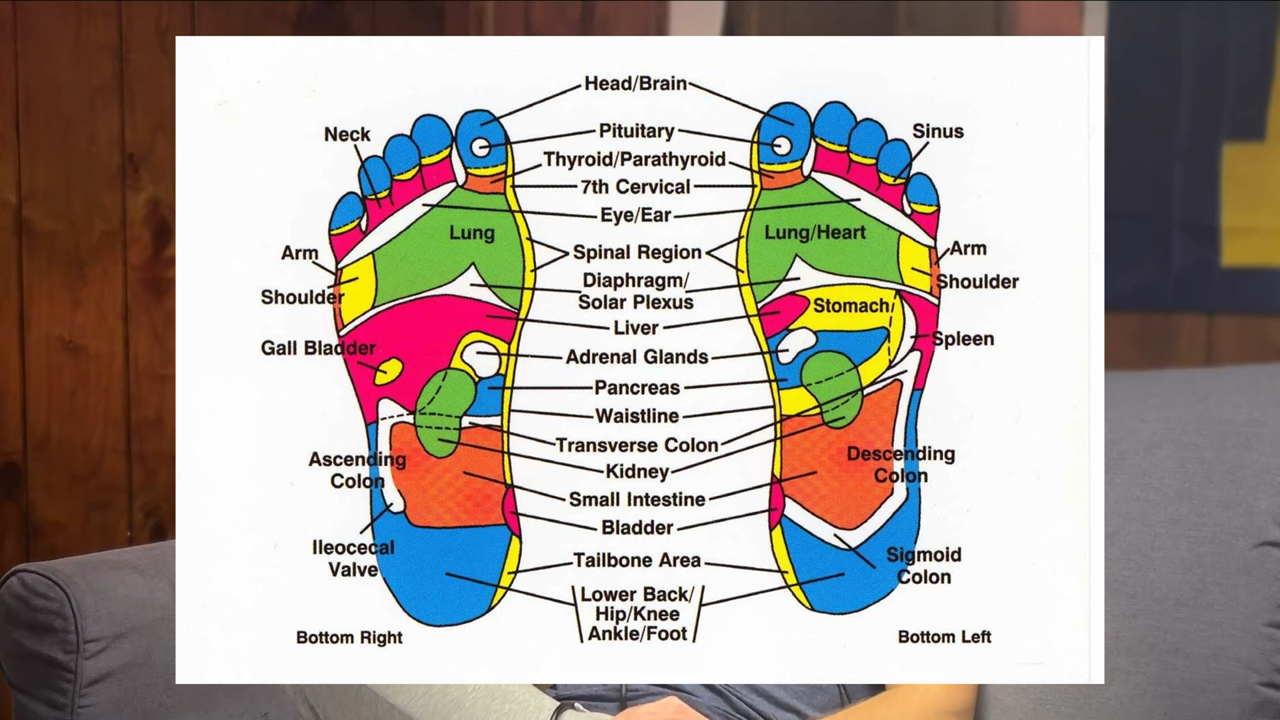 Head/Brain
Neck
Pituitary
Sinus
Thyroid/Parathyroid
7th Cervical
Eye/Ear
Lung
Lung/Heart
Arm
Spinal Region
Arm
Diaphragm/
Solar Plexus
Shoulder
Shoulder
Stomach
Liver
Gall Bladder
Spleen
Adrenal Glands
Pancreas
Waistline
Transverse Colon
Ascending
Colon
Descending
Colon
Kidney
Small Intestine
Bladder
Ileocecal
Valve
Tailbone Area
Sigmoid
Colon
Lower Back/
Hip/Knee
Ankle/Foot
Bottom Right
Bottom Left